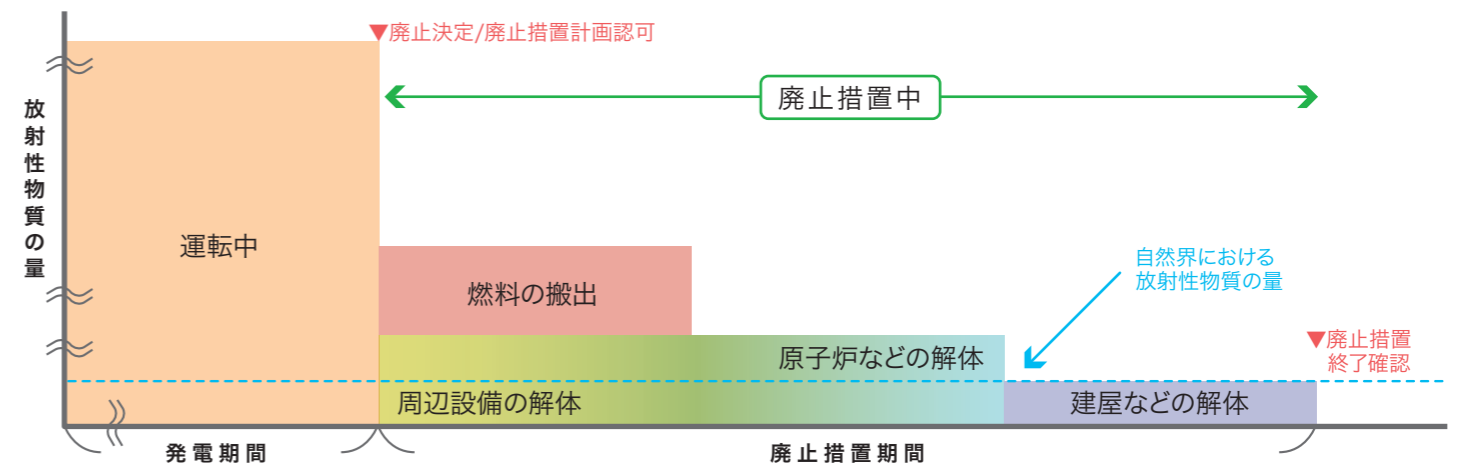 ▼廃止決定/廃止措置計画認可
廃止措置中
放射性物質の量
運転中
燃料の搬出
自然界における
放射性物質の量
▼廃止措置
終了確認
原子炉などの解体
周辺設備の解体
建屋などの解体
発電期間
廃止措置期間